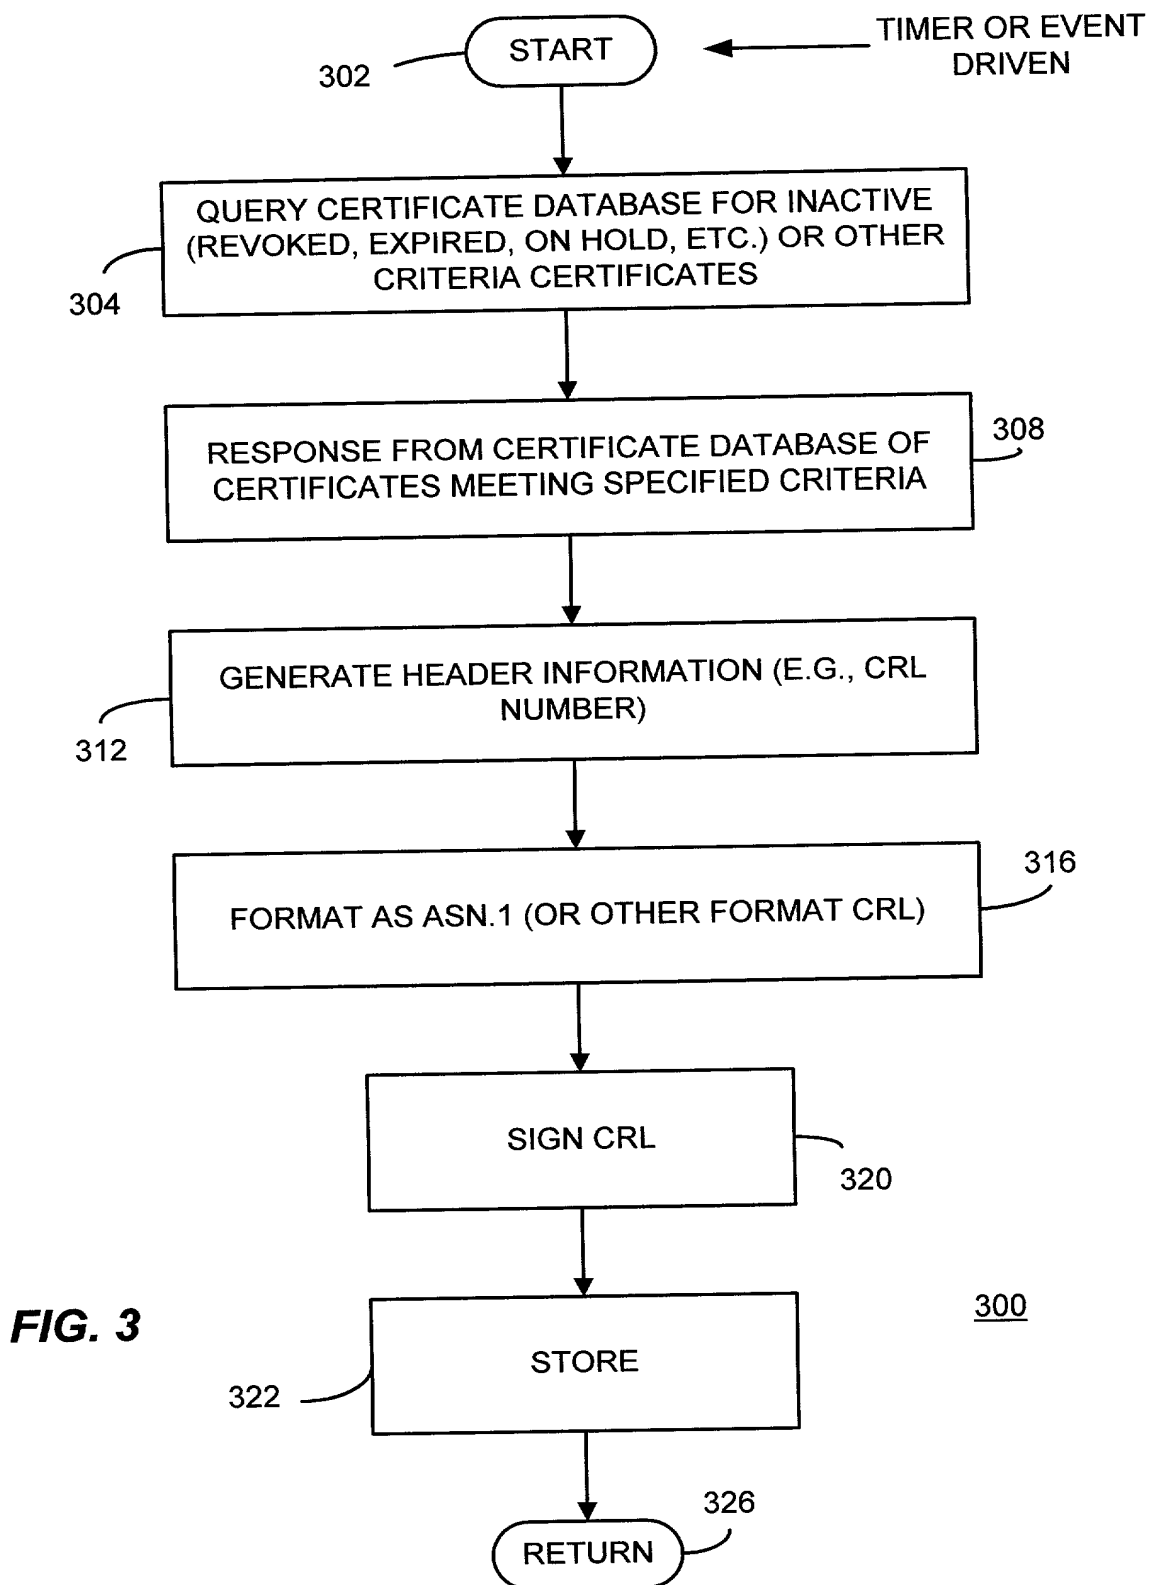 START
TIMER OR EVENT
DRIVEN
302
QUERY CERTIFICATE DATABASE FOR INACTIVE
(REVOKED, EXPIRED, ON HOLD, ETC.) OR OTHER
CRITERIA CERTIFICATES
304
RESPONSE FROM CERTIFICATE DATABASE OF
CERTIFICATES MEETING SPECIFIED CRITERIA
308
GENERATE HEADER INFORMATION (E.G., CRL
NUMBER)
312
FORMAT AS ASN.1 (OR OTHER FORMAT CRL)
316
SIGN CRL
320
FIG. 3
300
STORE
322
326
RETURN